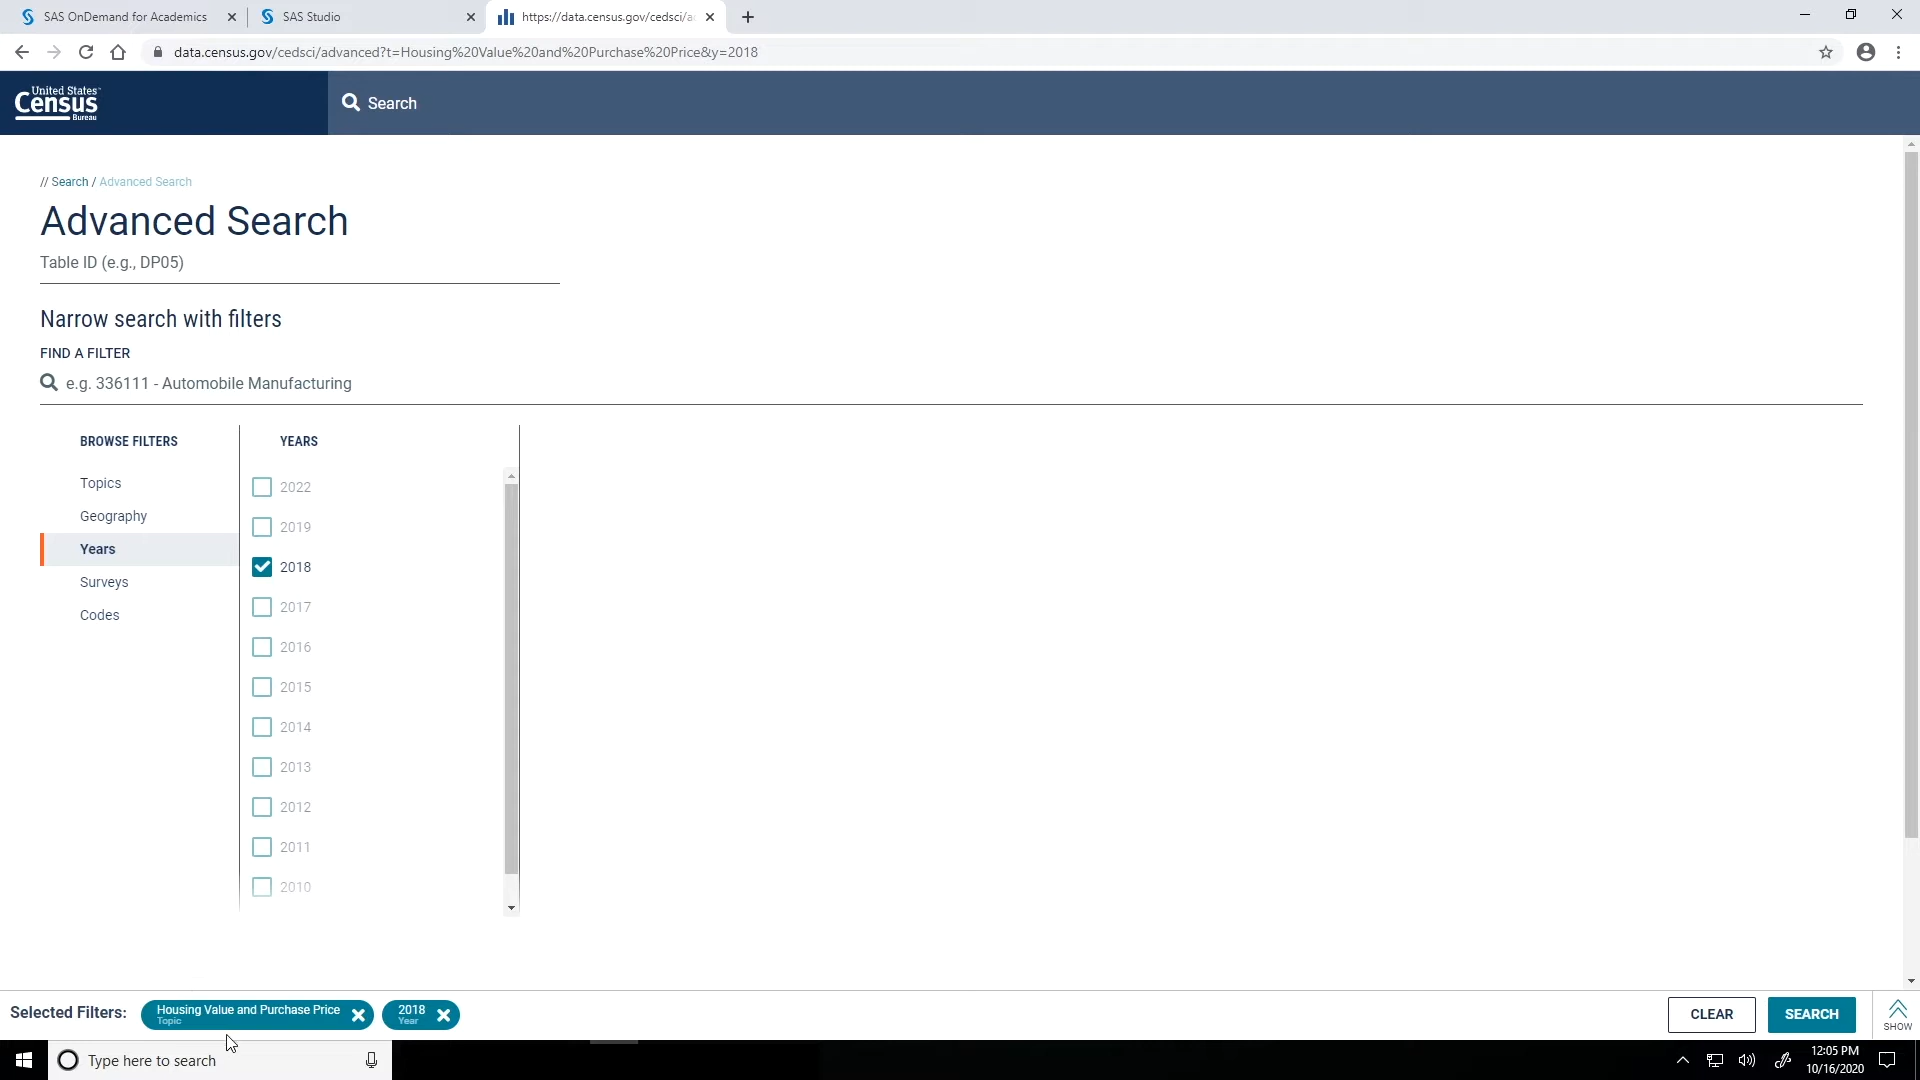 SAS OnDemand for Academics
SAS Studio
https://data.census.gov/cedsci/a
data.census.gov/cedsci/advanced?t=Housing%20Value%20and%20Purchase%20Price&y=2018
United States™
Census
Bureau
Search
// Search / Advanced Search
Advanced Search
Table ID (e.g., DP05)
Narrow search with filters
FIND A FILTER
e.g. 336111 - Automobile Manufacturing
BROWSE FILTERS
Topics
Geography
Years
Surveys
Codes
YEARS
2022
2019
2018
2017
2016
2015
2014
2013
2012
2011
2010
Selected Filters:
Housing Value and Purchase Price
Topic
2018
Year
CLEAR
SEARCH
SHOW
Type here to search
12:05 PM
10/16/2020